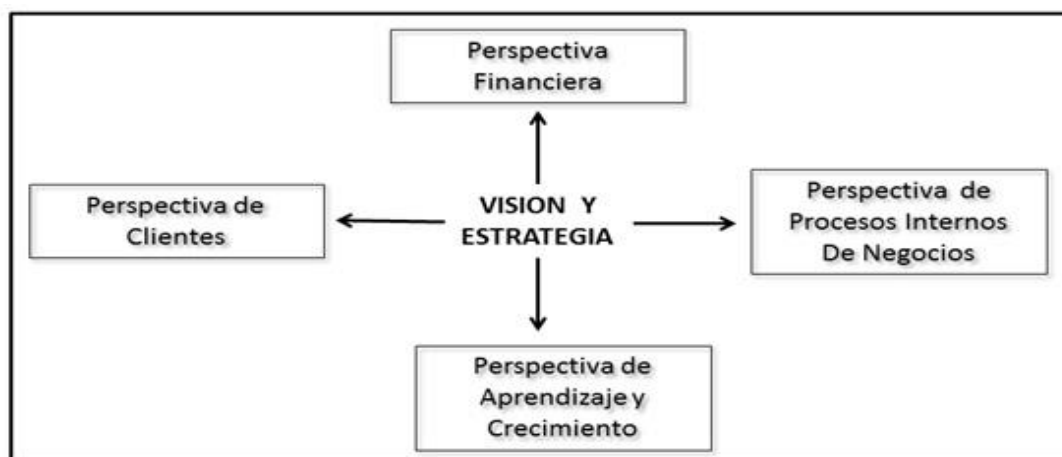 Perspectiva
Financiera
Perspectiva de
Clientes
VISION Y
ESTRATEGIA
Perspectiva de
Procesos Internos
De Negocios
Perspectiva de
Aprendizaje y
Crecimiento